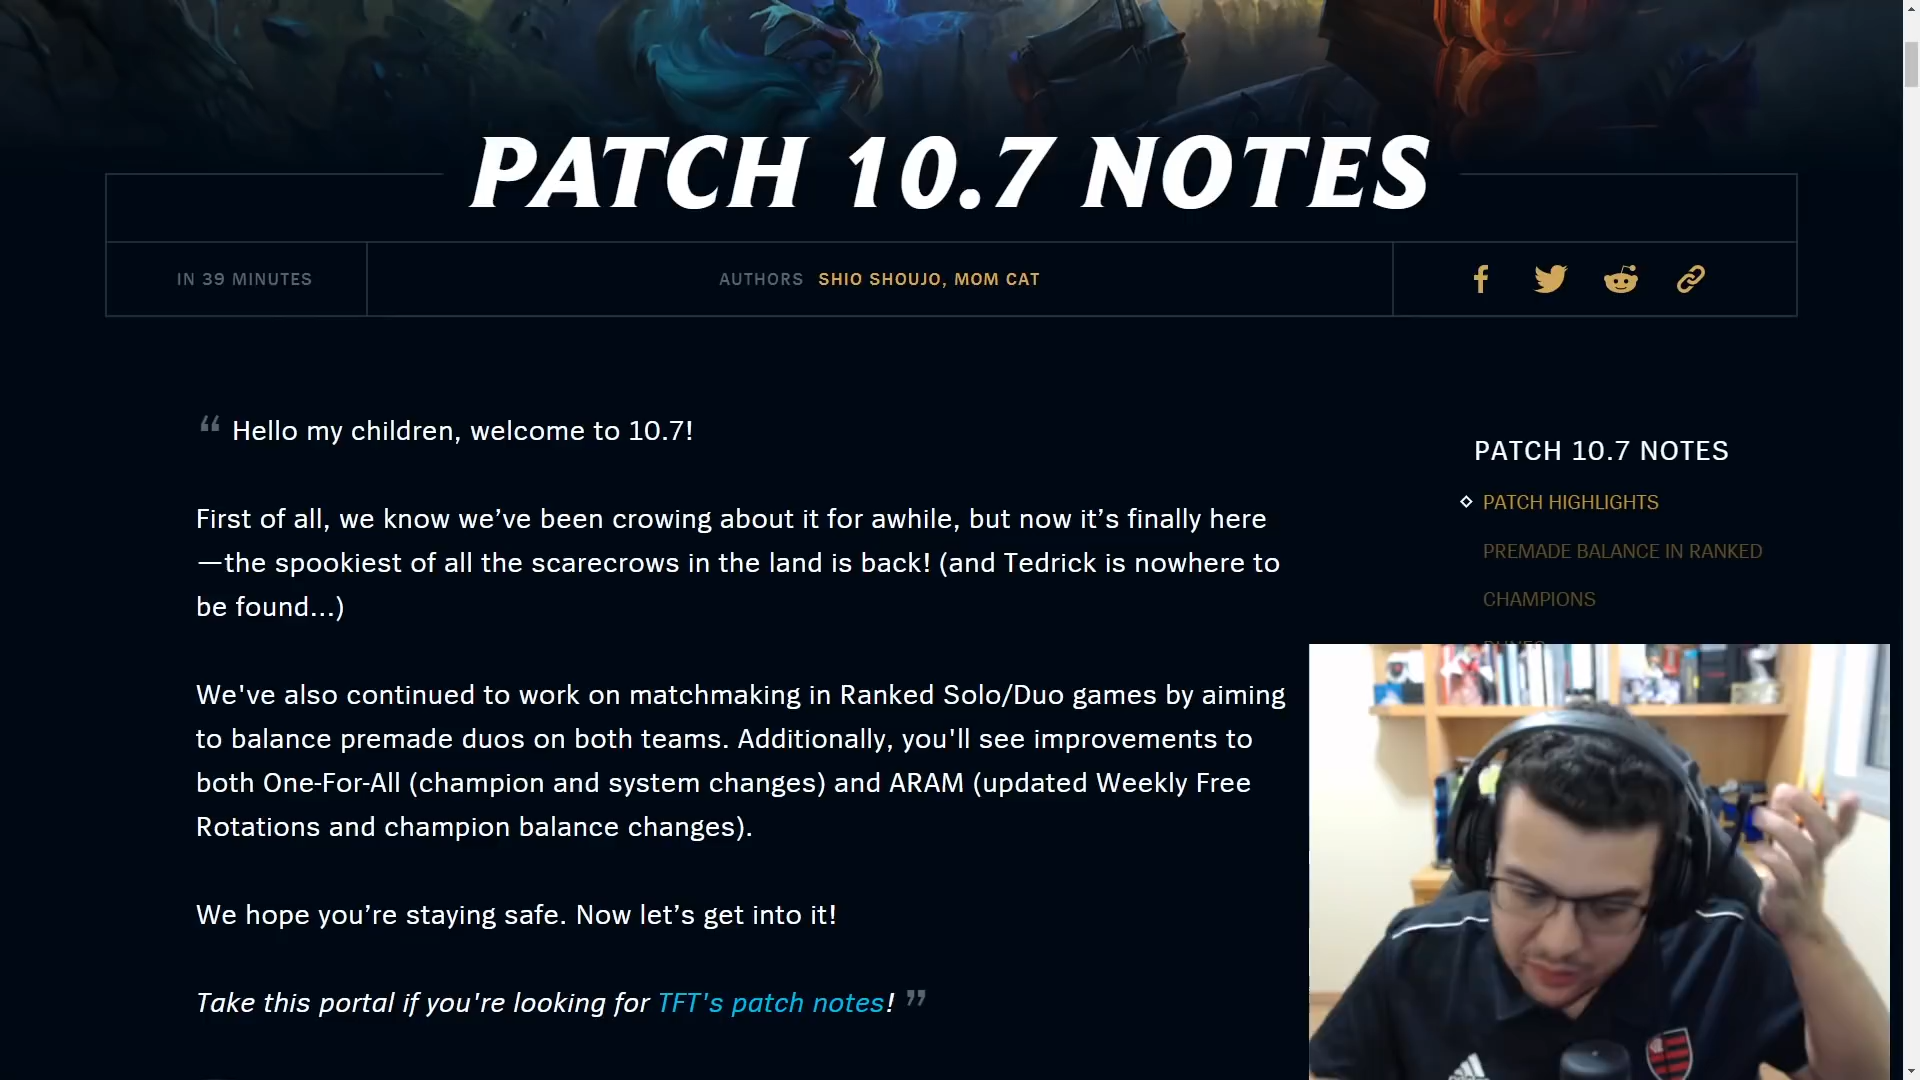 PATCH 10.7 NOTES
IN 39 MINUTES
AUTHORS SHIO SHOUJO, MOM CAT
“ Hello my children, welcome to 10.7!
First of all, we know we’ve been crowing about it for awhile, but now it’s finally here
—the spookiest of all the scarecrows in the land is back! (and Tedrick is nowhere to
be found...)
We've also continued to work on matchmaking in Ranked Solo/Duo games by aiming
to balance premade duos on both teams. Additionally, you'll see improvements to
both One-For-All (champion and system changes) and ARAM (updated Weekly Free
Rotations and champion balance changes).
We hope you’re staying safe. Now let’s get into it!
Take this portal if you're looking for TFT's patch notes! ”
PATCH 10.7 NOTES
PATCH HIGHLIGHTS
PREMADE BALANCE IN RANKED
CHAMPIONS